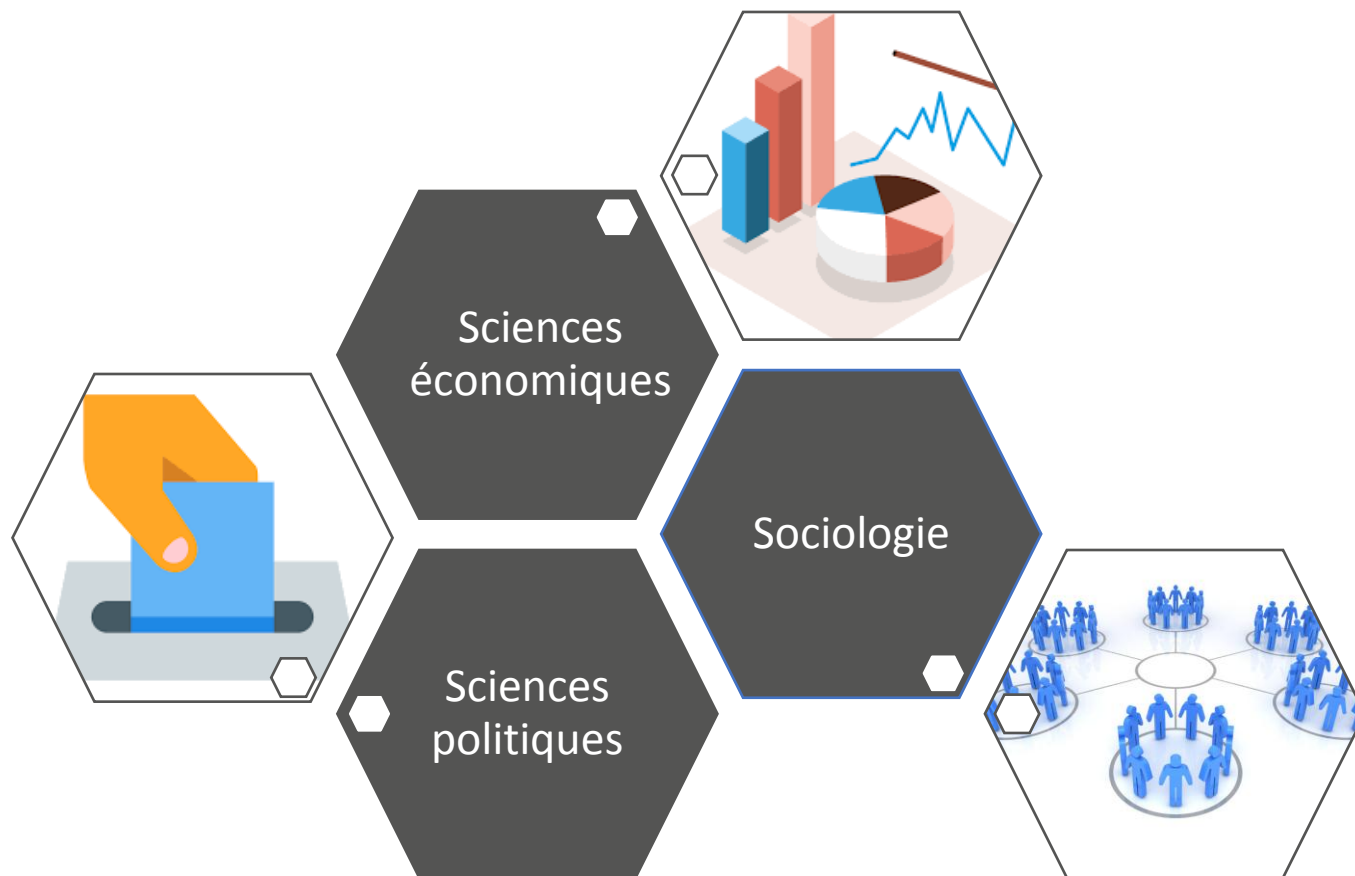 Sciences
économiques
Sociologie
Sciences
politiques